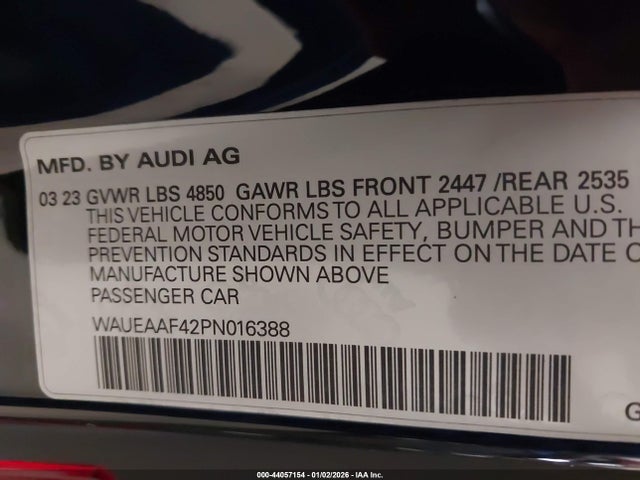 MFD. BY AUDI AG
03 23 GVWR LBS 4850 GAWR LBS FRONT 2447 /REAR 2535
THIS VEHICLE CONFORMS TO ALL APPLICABLE U.S.
FEDERAL MOTOR VEHICLE SAFETY, BUMPER AND TH
PREVENTION STANDARDS IN EFFECT ON THE DATE O
MANUFACTURE SHOWN ABOVE
PASSENGER CAR
WAUEAAF42PN016388
G
000-44057154 - 01/02/2026 - IAA Inc.